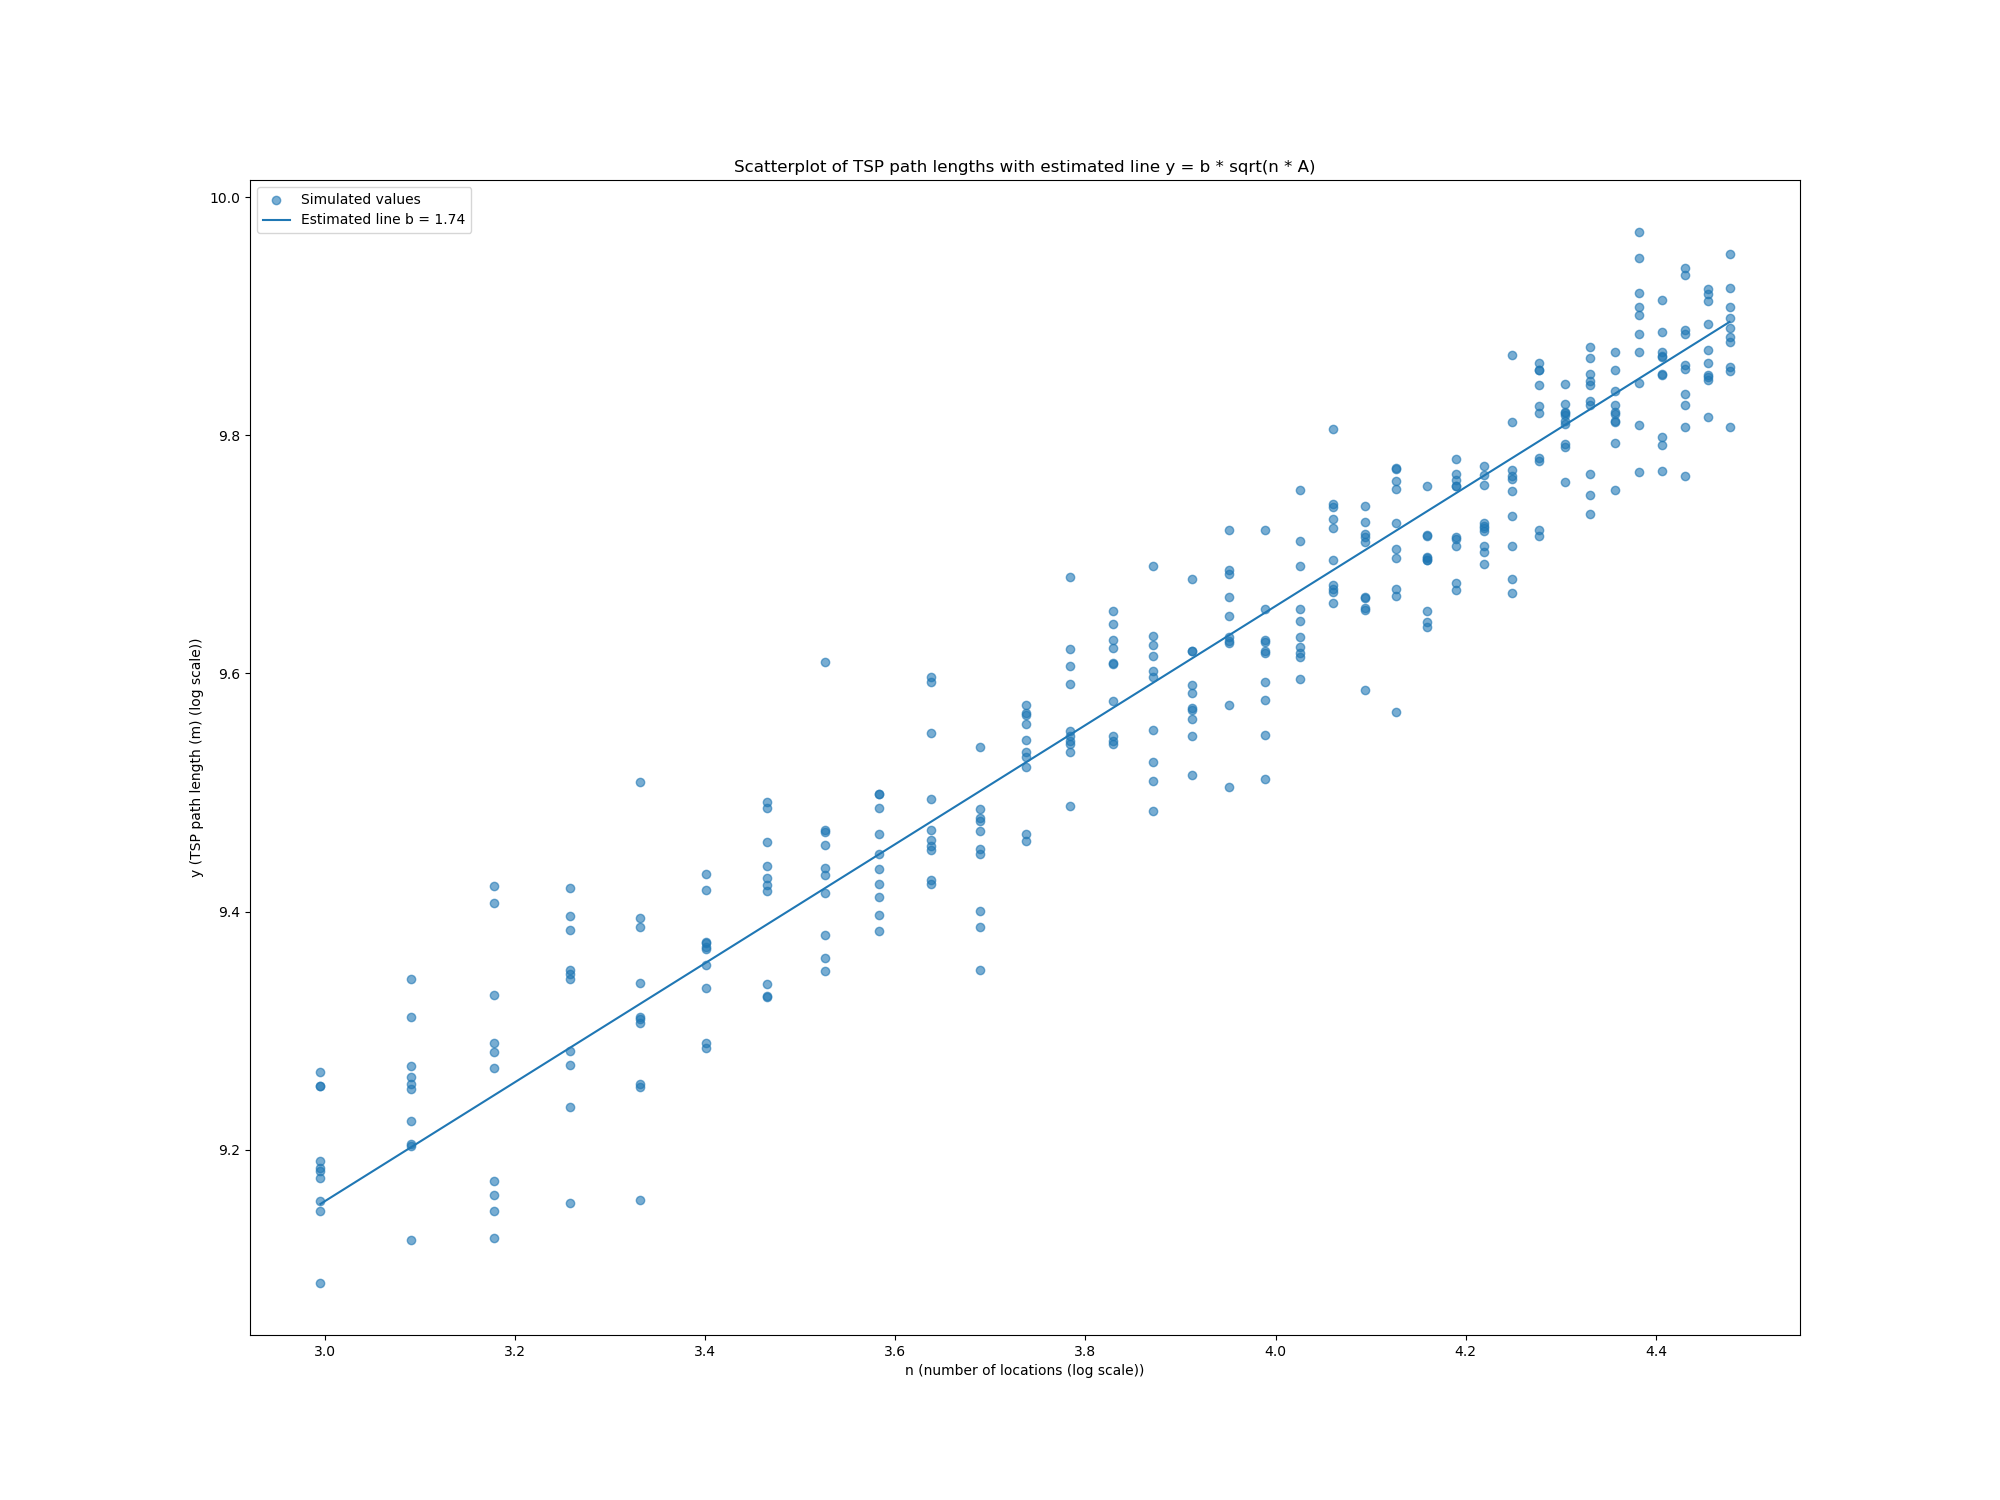 Scatterplot of TSP path lengths with estimated line y = b * sqrt(n * A)
Simulated values
Estimated line b = 1.74
10.0
9.8
9.6
9.4
9.2
y (TSP path length (m) (log scale))
3.0 3.2 3.4 3.6 3.8 4.0 4.2 4.4
n (number of locations (log scale))